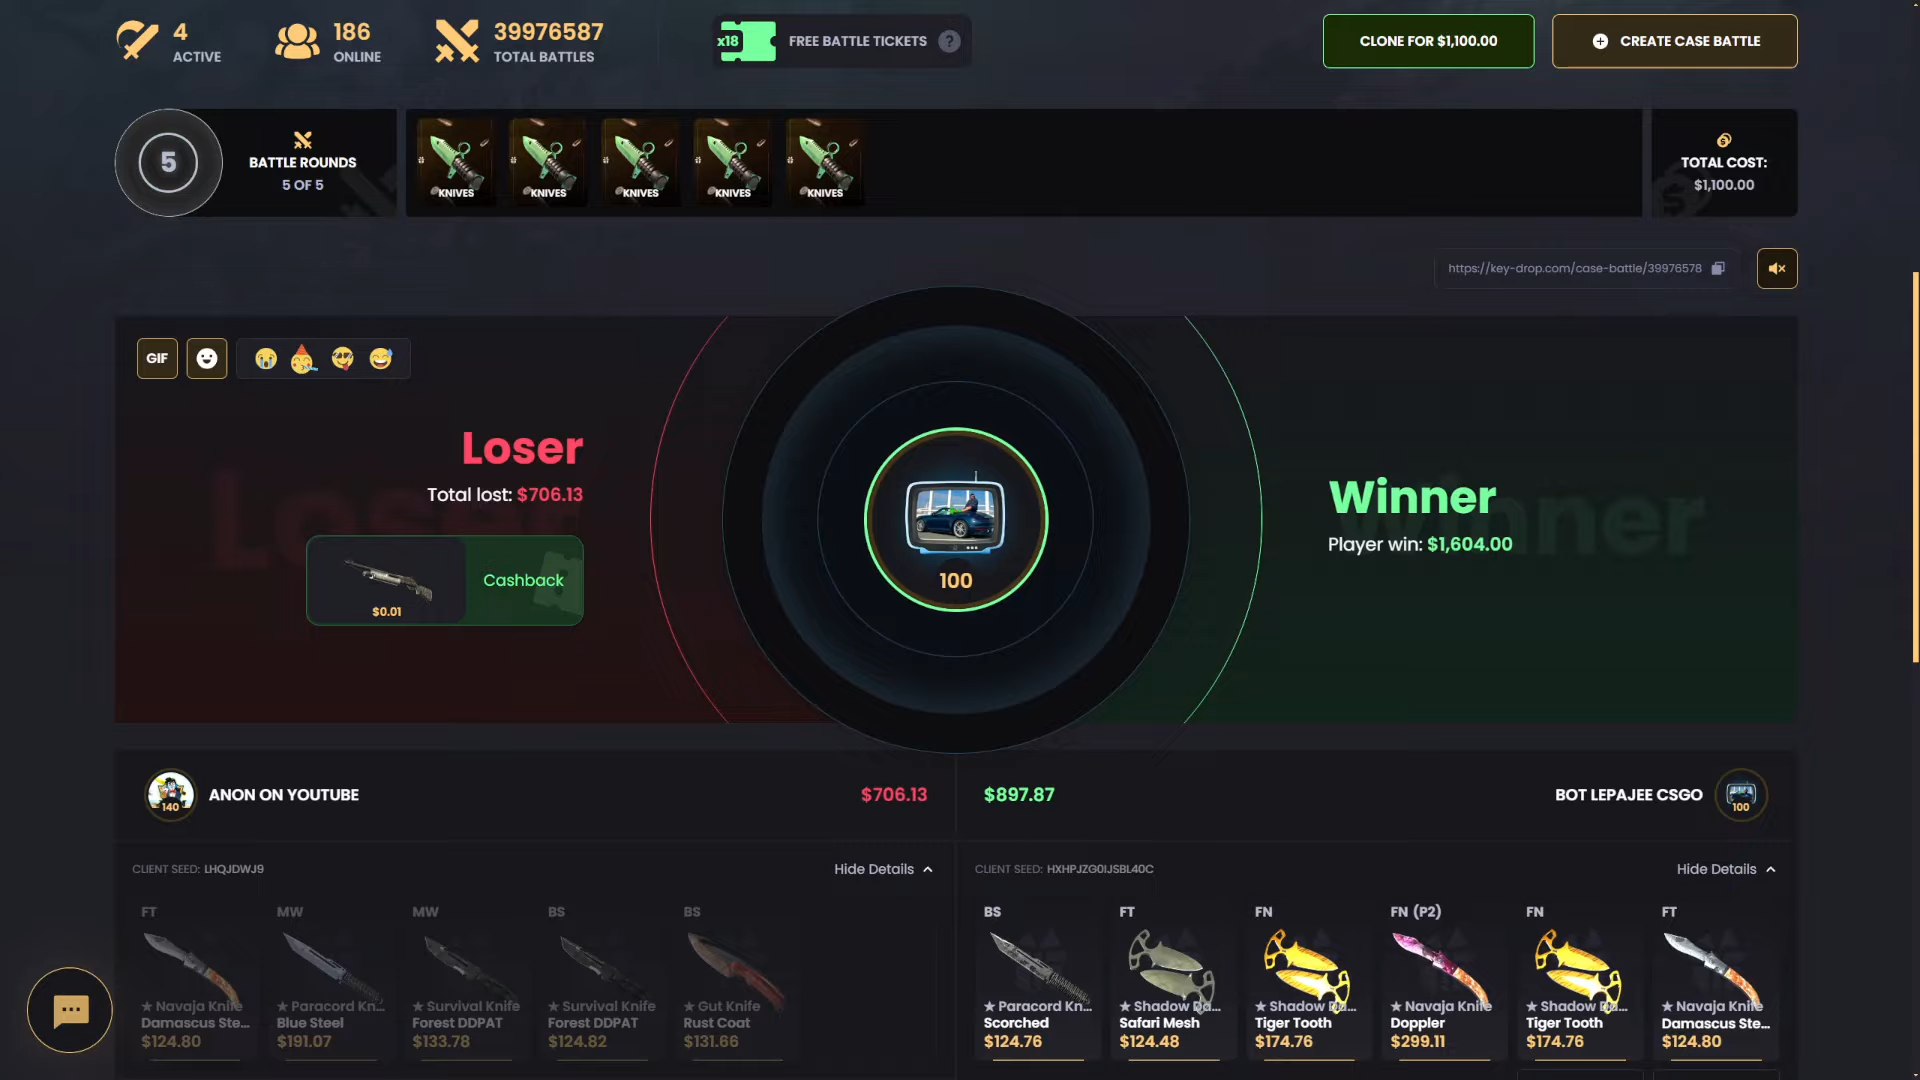 4
ACTIVE
186
ONLINE
39976587
TOTAL BATTLES
x18
FREE BATTLE TICKETS
?
CLONE FOR $1,100.00
CREATE CASE BATTLE
5
BATTLE ROUNDS
5 OF 5
KNIVES
KNIVES
KNIVES
KNIVES
KNIVES
TOTAL COST:
$1,100.00
https://key-drop.com/case-battle/39976578
GIF
Loser
Total lost: $706.13
$0.01
Cashback
100
Winner
Player win: $1,604.00
140
ANON ON YOUTUBE
$706.13
$897.87
BOT LEPAJEE CSGO
100
CLIENT SEED: LHQJDWJ9
Hide Details
CLIENT SEED: HXHPJZG0IJSBL40C
Hide Details
FT
★ Navaja Knife
Damascus Ste...
$124.80
MW
★ Paracord Kn...
Blue Steel
$191.07
MW
★ Survival Knife
Forest DDPAT
$133.78
BS
★ Survival Knife
Forest DDPAT
$124.82
BS
★ Gut Knife
Rust Coat
$131.66
BS
★ Paracord Kn...
Scorched
$124.76
FT
★ Shadow Da...
Safari Mesh
$124.48
FN
★ Shadow Da...
Tiger Tooth
$174.76
FN (P2)
★ Navaja Knife
Doppler
$299.11
FN
★ Shadow Da...
Tiger Tooth
$174.76
FT
★ Navaja Knife
Damascus Ste...
$124.80